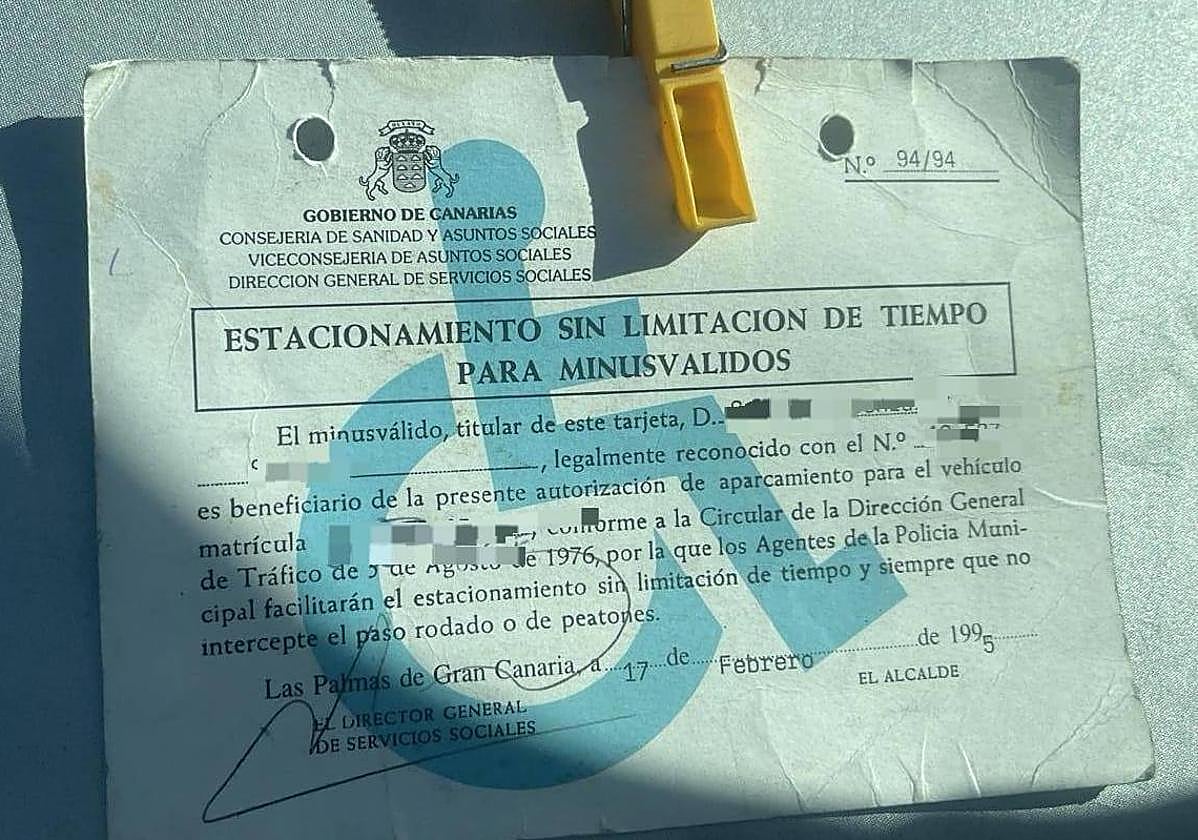 N.º 94/94
GOBIERNO DE CANARIAS
CONSEJERIA DE SANIDAD Y ASUNTOS SOCIALES
VICECONSEJERIA DE ASUNTOS SOCIALES
DIRECCION GENERAL DE SERVICIOS SOCIALES
ESTACIONAMIENTO SIN LIMITACION DE TIEMPO
PARA MINUSVALIDOS
El minusválido, titular de este tarjeta, D.
, legalmente reconocido con el N.º
es beneficiario de la presente autorización de aparcamiento para el vehículo
matrícula , conforme a la Circular de la Dirección General
de Tráfico de 5 de Agosto de 1976, por la que los Agentes de la Policia Muni-
cipal facilitarán el estacionamiento sin limitación de tiempo y siempre que no
intercepte el paso rodado o de peatones.
Las Palmas de Gran Canaria, a 17 de Febrero de 1995
EL DIRECTOR GENERAL
DE SERVICIOS SOCIALES
EL ALCALDE